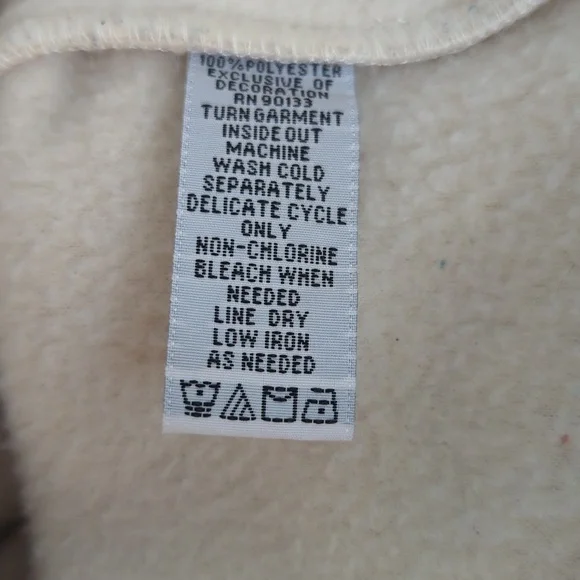 100% POLYESTER
EXCLUSIVE OF
DECORATION
RN 90133
TURN GARMENT
INSIDE OUT
MACHINE
WASH COLD
SEPARATELY
DELICATE CYCLE
ONLY
NON-CHLORINE
BLEACH WHEN
NEEDED
LINE DRY
LOW IRON
AS NEEDED